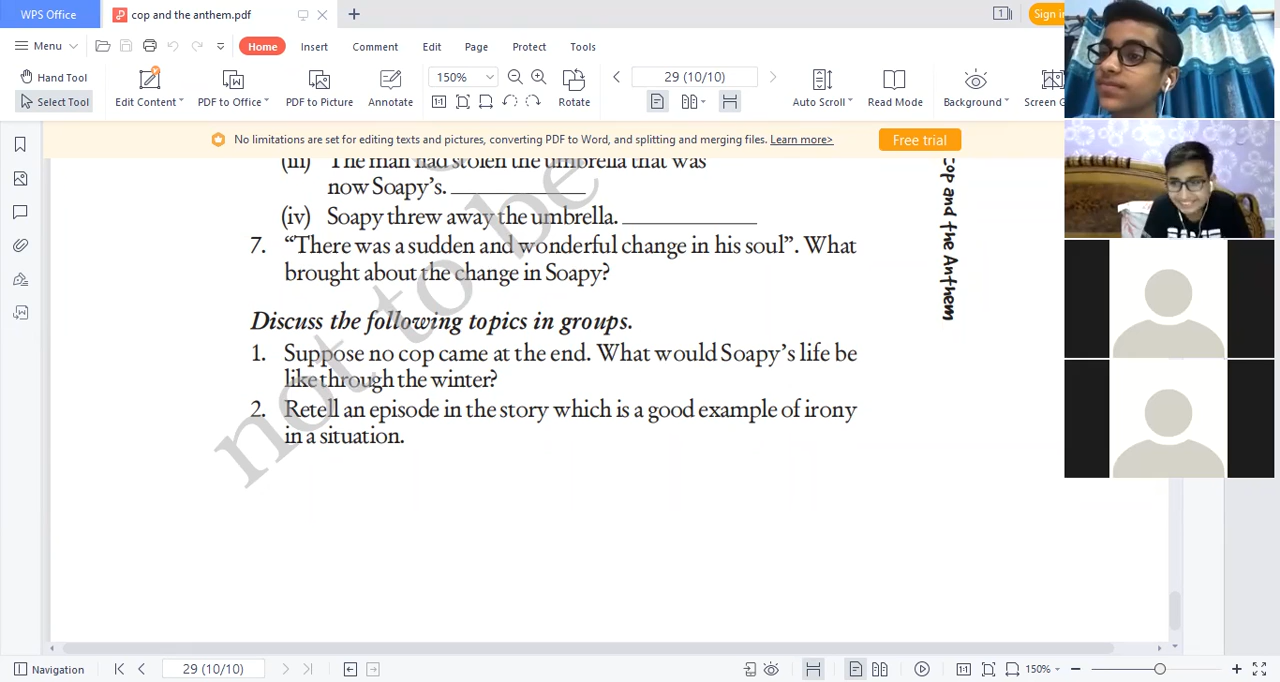 WPS Office
cop and the anthem.pdf
1
Sign in
Menu
Home
Insert
Comment
Edit
Page
Protect
Tools
Hand Tool
Select Tool
Edit Content
PDF to Office
PDF to Picture
Annotate
150%
Rotate
29 (10/10)
Auto Scroll
Read Mode
Background
Screen G
No limitations are set for editing texts and pictures, converting PDF to Word, and splitting and merging files. Learn more>
Free trial
(iii) The man had stolen the umbrella that was
now Soapy's.
(iv) Soapy threw away the umbrella.
7. “There was a sudden and wonderful change in his soul”. What
brought about the change in Soapy?
Discuss the following topics in groups.
1. Suppose no cop came at the end. What would Soapy’s life be
like through the winter?
2. Retell an episode in the story which is a good example of irony
in a situation.
not to be
Cop and the Anthem
Navigation
29 (10/10)
150%